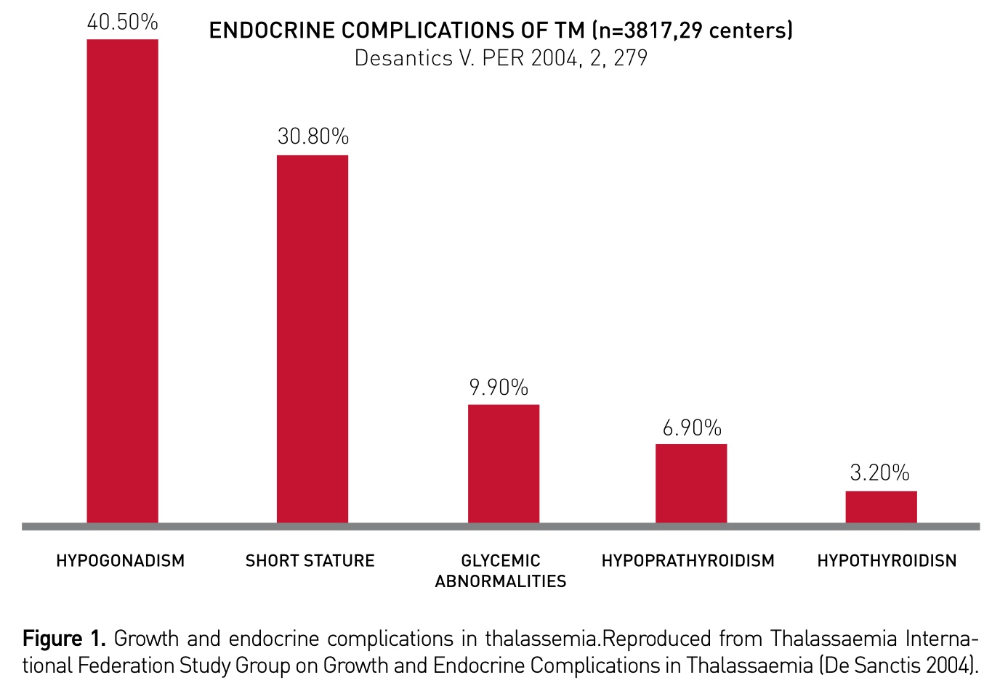 40.50%
ENDOCRINE COMPLICATIONS OF TM (n=3817,29 centers)
Desantics V. PER 2004, 2, 279
30.80%
9.90%
6.90%
3.20%
HYPOGONADISM
SHORT STATURE
GLYCEMIC
ABNORMALITIES
HYPOPRATHYROIDISM
HYPOTHYROIDISN
Figure 1. Growth and endocrine complications in thalassemia.Reproduced from Thalassaemia Interna-
tional Federation Study Group on Growth and Endocrine Complications in Thalassaemia (De Sanctis 2004).